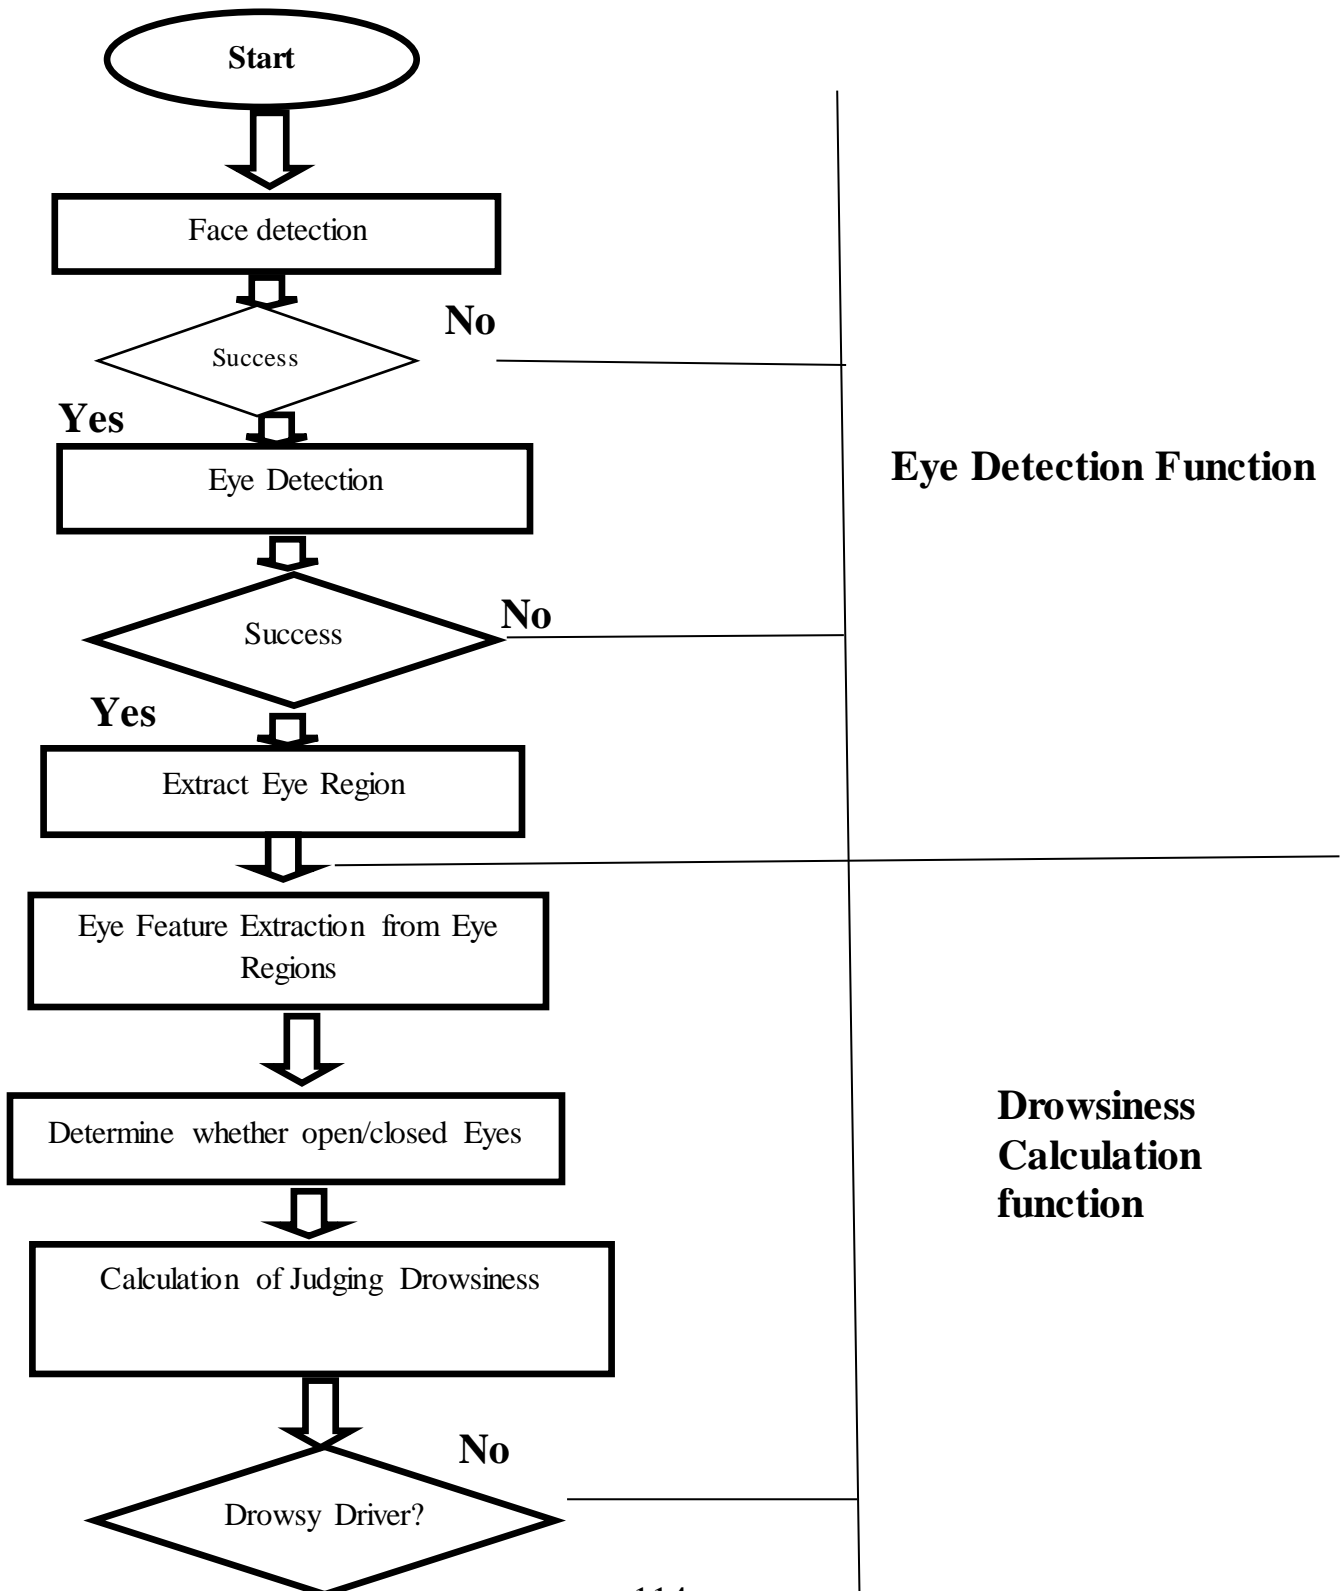 Start
Face detection
No
Success
Yes
Eye Detection
Eye Detection Function
No
Success
Yes
Extract Eye Region
Eye Feature Extraction from Eye
Regions
Determine whether open/closed Eyes
Drowsiness
Calculation
function
Calculation of Judging Drowsiness
No
Drowsy Driver?